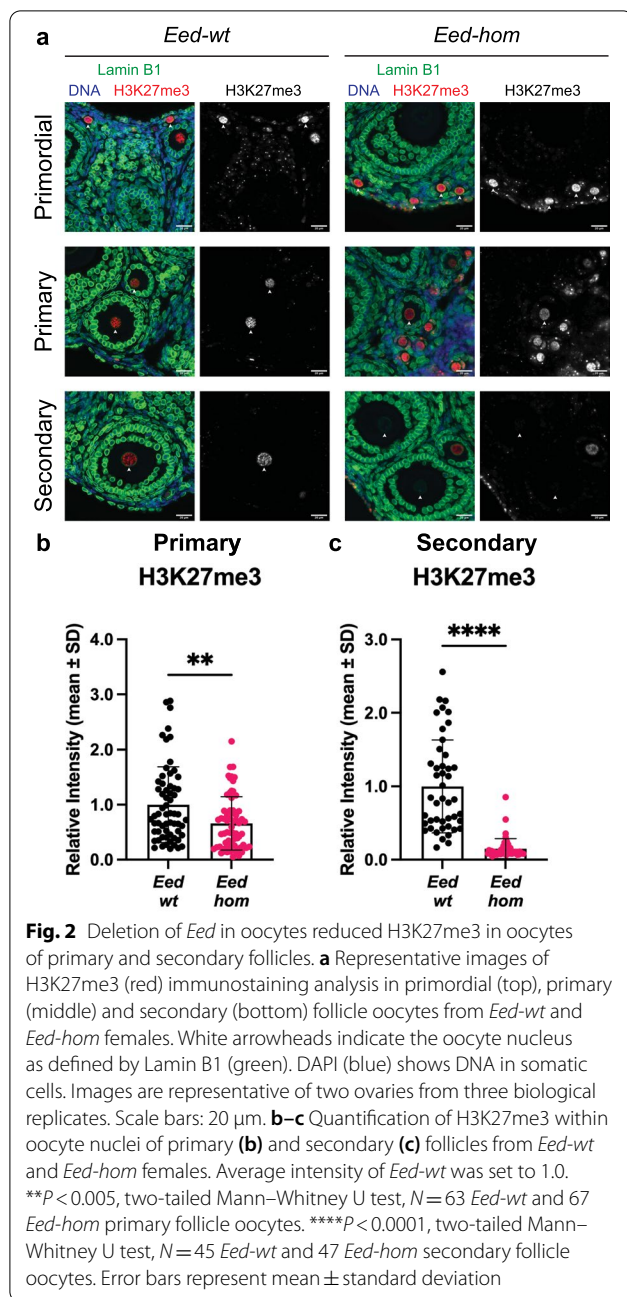 a
Eed-wt Eed-hom
Lamin B1 Lamin B1
DNA H3K27me3 H3K27me3 DNA H3K27me3 H3K27me3
Primordial
Primary
Secondary
b Primary
H3K27me3
Relative Intensity (mean ± SD)
4.0
3.0
2.0
1.0
0.0
**
Eed wt
Eed hom
c Secondary
H3K27me3
Relative Intensity (mean ± SD)
3.0
2.0
1.0
0.0
****
Eed wt
Eed hom
Fig. 2 Deletion of Eed in oocytes reduced H3K27me3 in oocytes
of primary and secondary follicles. a Representative images of
H3K27me3 (red) immunostaining analysis in primordial (top), primary
(middle) and secondary (bottom) follicle oocytes from Eed-wt and
Eed-hom females. White arrowheads indicate the oocyte nucleus
as defined by Lamin B1 (green). DAPI (blue) shows DNA in somatic
cells. Images are representative of two ovaries from three biological
replicates. Scale bars: 20 μm. b–c Quantification of H3K27me3 within
oocyte nuclei of primary (b) and secondary (c) follicles from Eed-wt
and Eed-hom females. Average intensity of Eed-wt was set to 1.0.
**P < 0.005, two-tailed Mann–Whitney U test, N = 63 Eed-wt and 67
Eed-hom primary follicle oocytes. ****P < 0.0001, two-tailed Mann–
Whitney U test, N = 45 Eed-wt and 47 Eed-hom secondary follicle
oocytes. Error bars represent mean ± standard deviation